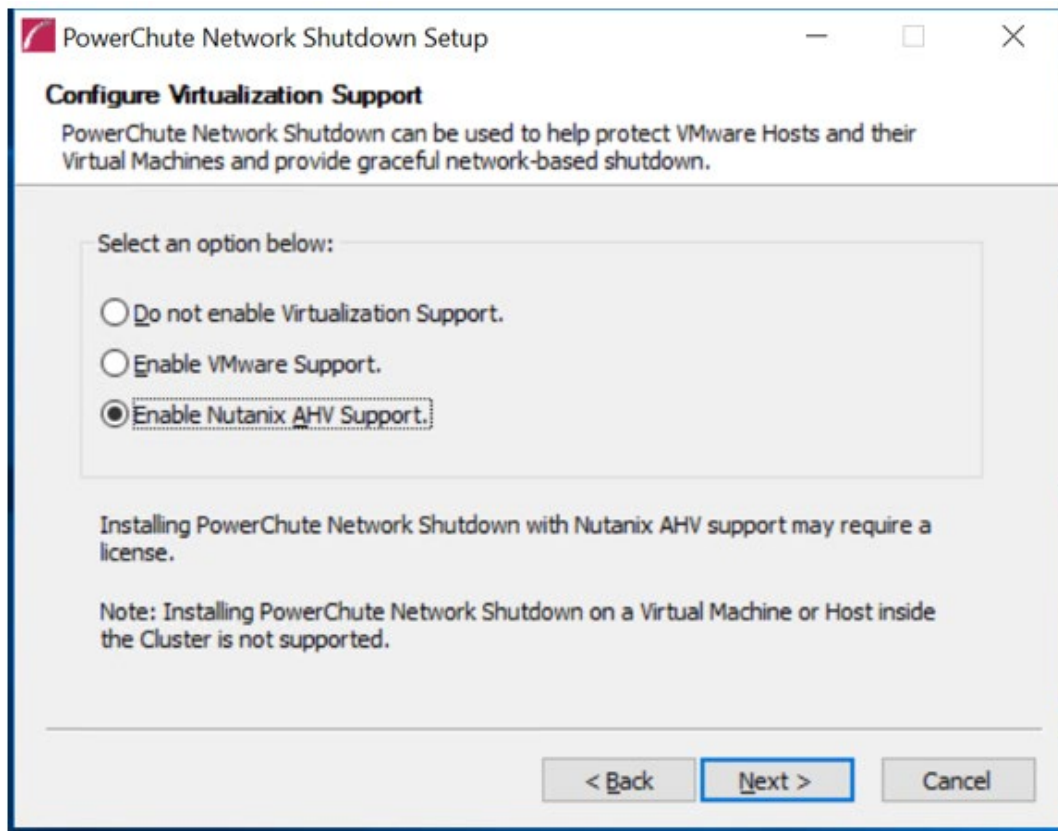 PowerChute Network Shutdown Setup
Configure Virtualization Support
PowerChute Network Shutdown can be used to help protect VMware Hosts and their
Virtual Machines and provide graceful network-based shutdown.
Select an option below:
Do not enable Virtualization Support.
Enable VMware Support.
Enable Nutanix AHV Support.
Installing PowerChute Network Shutdown with Nutanix AHV support may require a
license.
Note: Installing PowerChute Network Shutdown on a Virtual Machine or Host inside
the Cluster is not supported.
< Back Next > Cancel